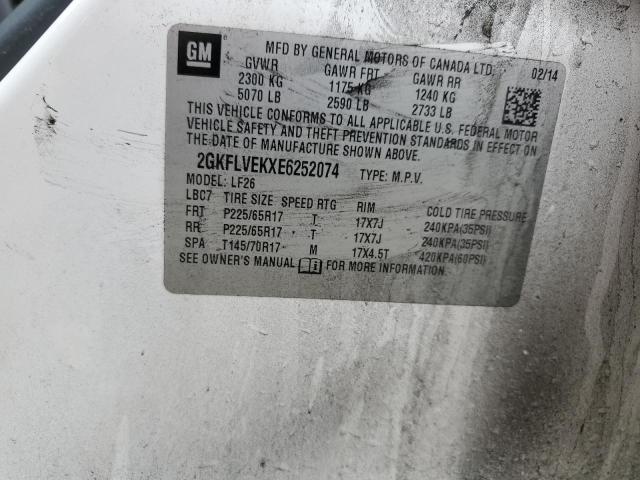 GM
MFD BY GENERAL MOTORS OF CANADA LTD. 02/14
GVWR GAWR FRT GAWR RR
2300 KG 1175 KG 1240 KG
5070 LB 2590 LB 2733 LB
THIS VEHICLE CONFORMS TO ALL APPLICABLE U.S. FEDERAL MOTOR
VEHICLE SAFETY AND THEFT PREVENTION STANDARDS IN EFFECT ON
THE DATE OF MANUFACTURE SHOWN ABOVE.
2GKFLVEKXE6252074 TYPE: M.P.V.
MODEL: LF26
LBC7 TIRE SIZE SPEED RTG RIM COLD TIRE PRESSURE
FRT P225/65R17 T 17X7J 240KPA(35PSI)
RR P225/65R17 T 17X7J 240KPA(35PSI)
SPA T145/70R17 M 17X4.5T 420KPA(60PSI)
SEE OWNER'S MANUAL FOR MORE INFORMATION.